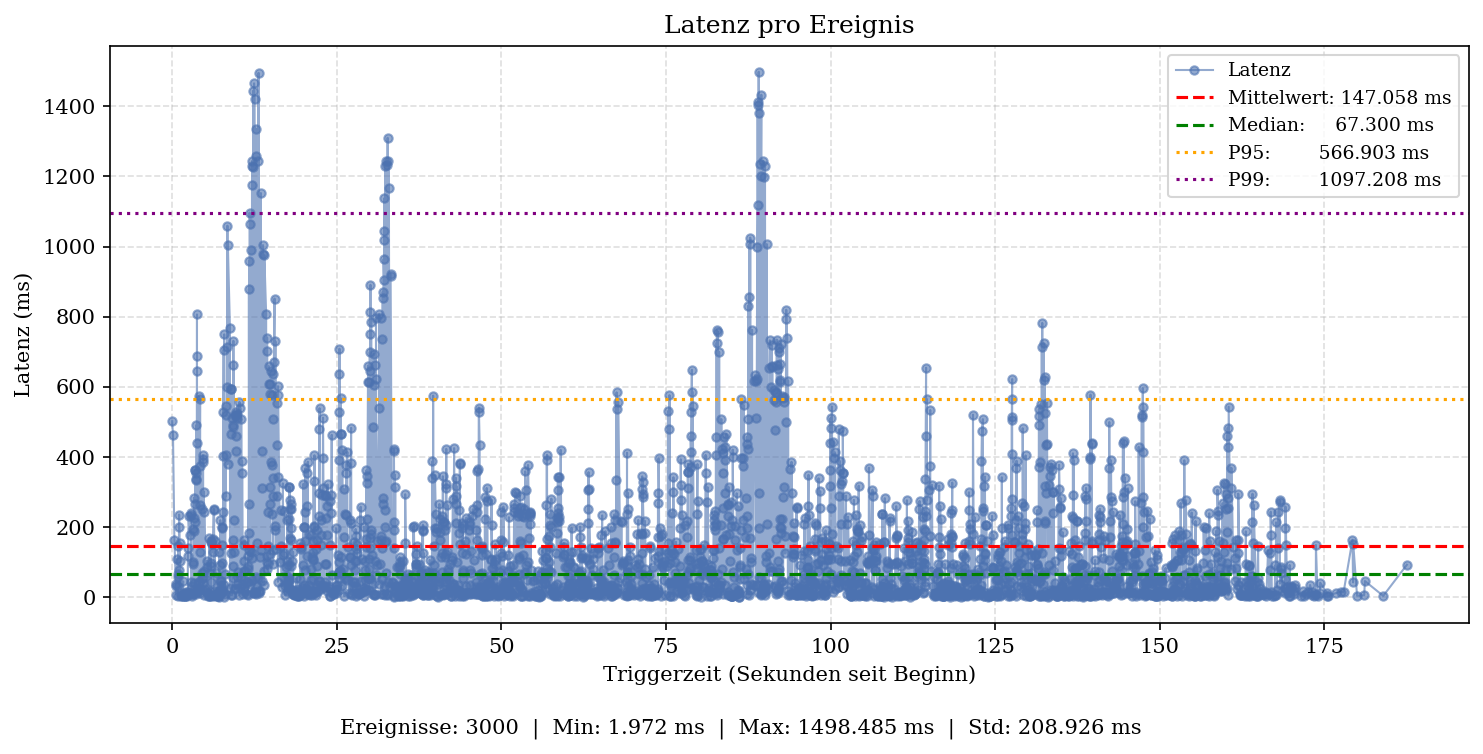 Latenz pro Ereignis
Latenz (ms)
1400
1200
1000
800
600
400
200
0
Latenz
Mittelwert: 147.058 ms
Median: 67.300 ms
P95: 566.903 ms
P99: 1097.208 ms
0 25 50 75 100 125 150 175
Triggerzeit (Sekunden seit Beginn)
Ereignisse: 3000 | Min: 1.972 ms | Max: 1498.485 ms | Std: 208.926 ms